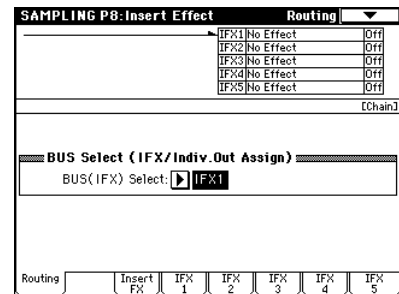 SAMPLING P8:Insert Effect Routing
IFX1 No Effect Off
IFX2 No Effect Off
IFX3 No Effect Off
IFX4 No Effect Off
IFX5 No Effect Off
[Chain]
BUS Select (IFX/Indiv.Out Assign)
BUS(IFX) Select: IFX1
Routing Insert FX IFX 1 IFX 2 IFX 3 IFX 4 IFX 5